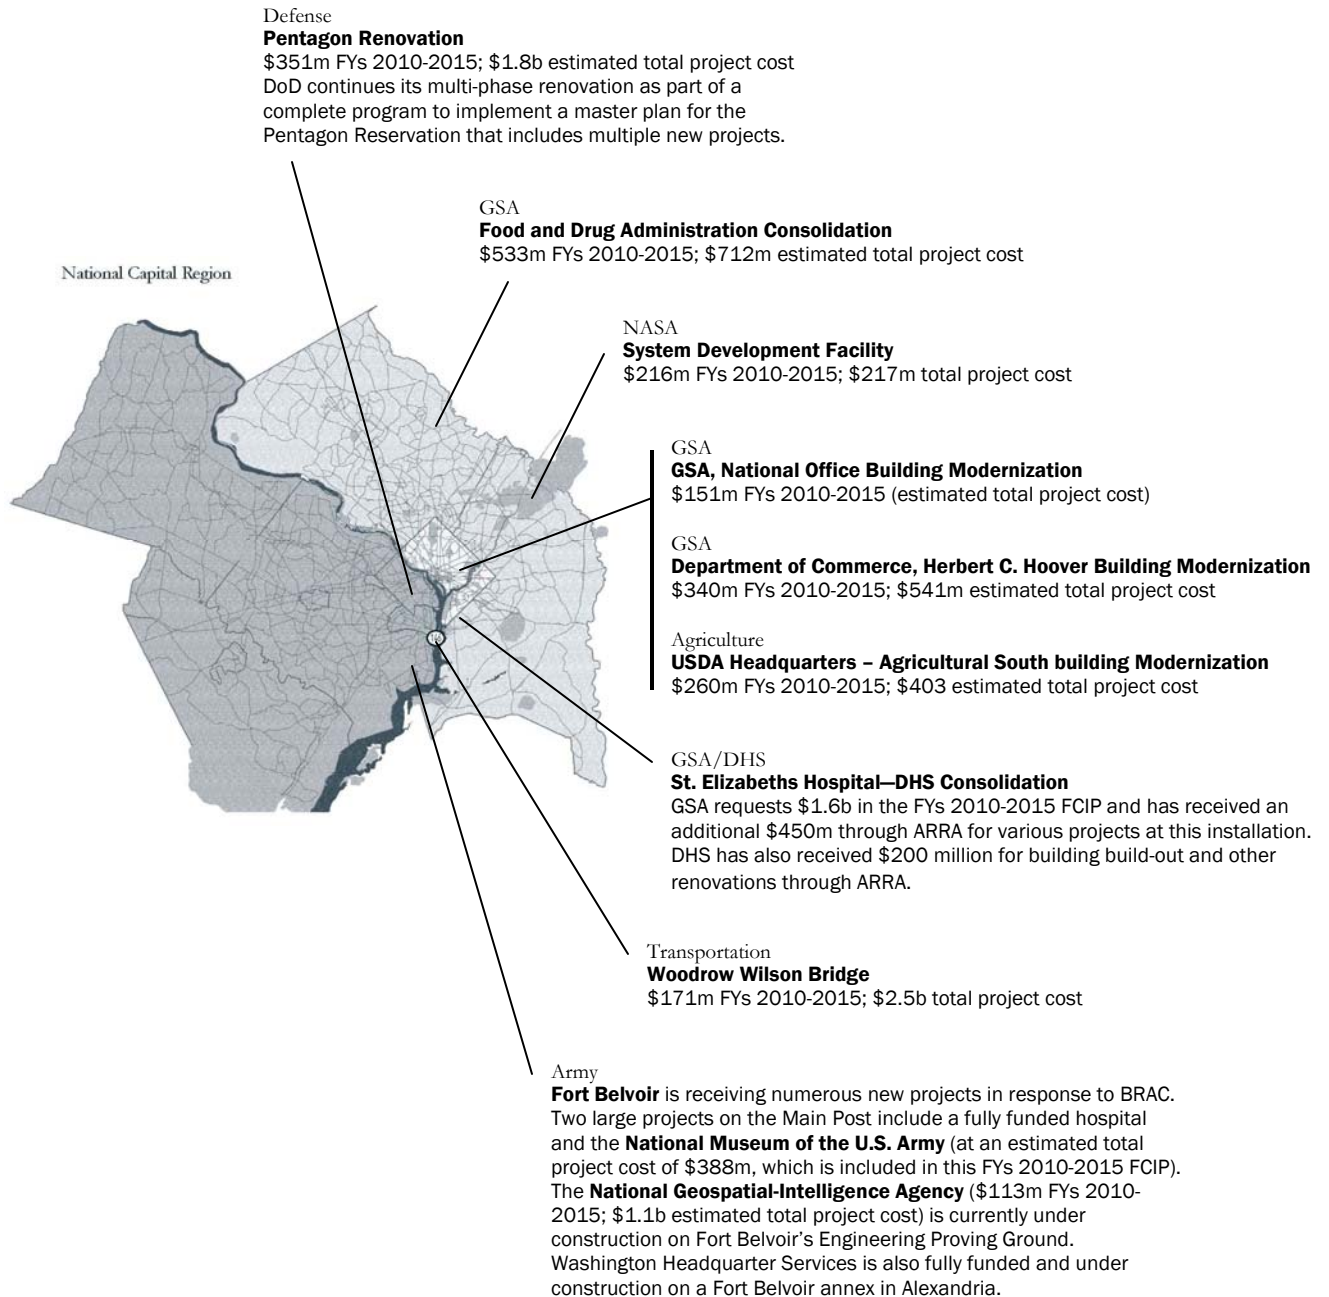 Defense
Pentagon Renovation
$351m FYs 2010-2015; $1.8b estimated total project cost
DoD continues its multi-phase renovation as part of a
complete program to implement a master plan for the
Pentagon Reservation that includes multiple new projects.
GSA
Food and Drug Administration Consolidation
$533m FYs 2010-2015; $712m estimated total project cost
National Capital Region
NASA
System Development Facility
$216m FYs 2010-2015; $217m total project cost
GSA
GSA, National Office Building Modernization
$151m FYs 2010-2015 (estimated total project cost)
GSA
Department of Commerce, Herbert C. Hoover Building Modernization
$340m FYs 2010-2015; $541m estimated total project cost
Agriculture
USDA Headquarters – Agricultural South building Modernization
$260m FYs 2010-2015; $403 estimated total project cost
GSA/DHS
St. Elizabeths Hospital—DHS Consolidation
GSA requests $1.6b in the FYs 2010-2015 FCIP and has received an
additional $450m through ARRA for various projects at this installation.
DHS has also received $200 million for building build-out and other
renovations through ARRA.
Transportation
Woodrow Wilson Bridge
$171m FYs 2010-2015; $2.5b total project cost
Army
Fort Belvoir is receiving numerous new projects in response to BRAC.
Two large projects on the Main Post include a fully funded hospital
and the National Museum of the U.S. Army (at an estimated total
project cost of $388m, which is included in this FYs 2010-2015 FCIP).
The National Geospatial-Intelligence Agency ($113m FYs 2010-
2015; $1.1b estimated total project cost) is currently under
construction on Fort Belvoir's Engineering Proving Ground.
Washington Headquarter Services is also fully funded and under
construction on a Fort Belvoir annex in Alexandria.